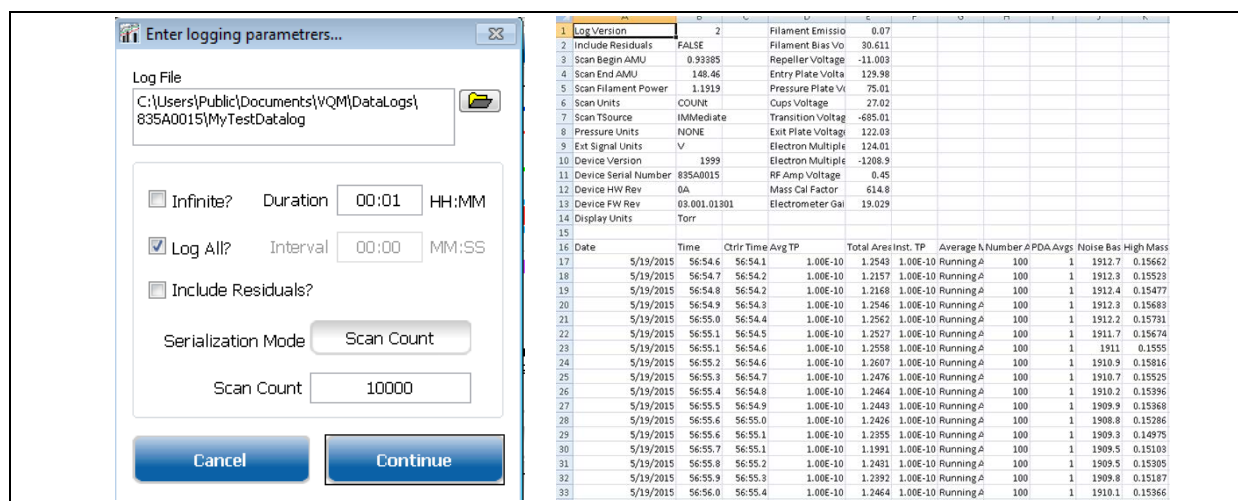 Enter logging parametrers...
Log File
C:\Users\Public\Documents\VQM\DataLogs\
835A0015\MyTestDatalog
Infinite? Duration 00:01 HH:MM
Log All? Interval 00:00 MM:SS
Include Residuals?
Serialization Mode Scan Count
Scan Count 10000
Cancel Continue
1 Log Version 2 Filament Emissio 0.07
2 Include Residuals FALSE Filament Bias Vo 30.611
3 Scan Begin AMU 0.93385 Repeller Voltage -11.003
4 Scan End AMU 148.46 Entry Plate Volta 129.98
5 Scan Filament Power 1.1919 Pressure Plate Vo 75.01
6 Scan Units COUNt Cups Voltage 27.02
7 Scan TSource IMMediate Transition Voltag -685.01
8 Pressure Units NONE Exit Plate Voltage 122.03
9 Ext Signal Units V Electron Multiple 124.01
10 Device Version 1999 Electron Multiple -1208.9
11 Device Serial Number 835A0015 RF Amp Voltage 0.45
12 Device HW Rev 0A Mass Cal Factor 614.8
13 Device FW Rev 03.001.01301 Electrometer Gai 19.029
14 Display Units Torr
15
16 Date Time Ctrlr Time Avg TP Total Area Inst. TP Average M Number A PDA Avgs Noise Bas High Mass
17 5/19/2015 56:54.6 56:54.1 1.00E-10 1.2543 1.00E-10 Running A 100 1 1912.7 0.15662
18 5/19/2015 56:54.7 56:54.2 1.00E-10 1.2157 1.00E-10 Running A 100 1 1912.3 0.15523
19 5/19/2015 56:54.8 56:54.2 1.00E-10 1.2168 1.00E-10 Running A 100 1 1912.4 0.15477
20 5/19/2015 56:54.9 56:54.3 1.00E-10 1.2546 1.00E-10 Running A 100 1 1912.3 0.15683
21 5/19/2015 56:55.0 56:54.4 1.00E-10 1.2562 1.00E-10 Running A 100 1 1912.2 0.15731
22 5/19/2015 56:55.1 56:54.5 1.00E-10 1.2527 1.00E-10 Running A 100 1 1911.7 0.15674
23 5/19/2015 56:55.1 56:54.6 1.00E-10 1.2558 1.00E-10 Running A 100 1 1911 0.1555
24 5/19/2015 56:55.2 56:54.6 1.00E-10 1.2607 1.00E-10 Running A 100 1 1910.9 0.15816
25 5/19/2015 56:55.3 56:54.7 1.00E-10 1.2476 1.00E-10 Running A 100 1 1910.7 0.15525
26 5/19/2015 56:55.4 56:54.8 1.00E-10 1.2464 1.00E-10 Running A 100 1 1910.2 0.15396
27 5/19/2015 56:55.5 56:54.9 1.00E-10 1.2443 1.00E-10 Running A 100 1 1909.9 0.15368
28 5/19/2015 56:55.6 56:55.0 1.00E-10 1.2426 1.00E-10 Running A 100 1 1908.8 0.15286
29 5/19/2015 56:55.6 56:55.1 1.00E-10 1.2355 1.00E-10 Running A 100 1 1909.3 0.14975
30 5/19/2015 56:55.7 56:55.1 1.00E-10 1.1991 1.00E-10 Running A 100 1 1909.5 0.15103
31 5/19/2015 56:55.8 56:55.2 1.00E-10 1.2431 1.00E-10 Running A 100 1 1909.5 0.15305
32 5/19/2015 56:55.9 56:55.3 1.00E-10 1.2392 1.00E-10 Running A 100 1 1909.8 0.15187
33 5/19/2015 56:56.0 56:55.4 1.00E-10 1.2464 1.00E-10 Running A 100 1 1910.1 0.15366